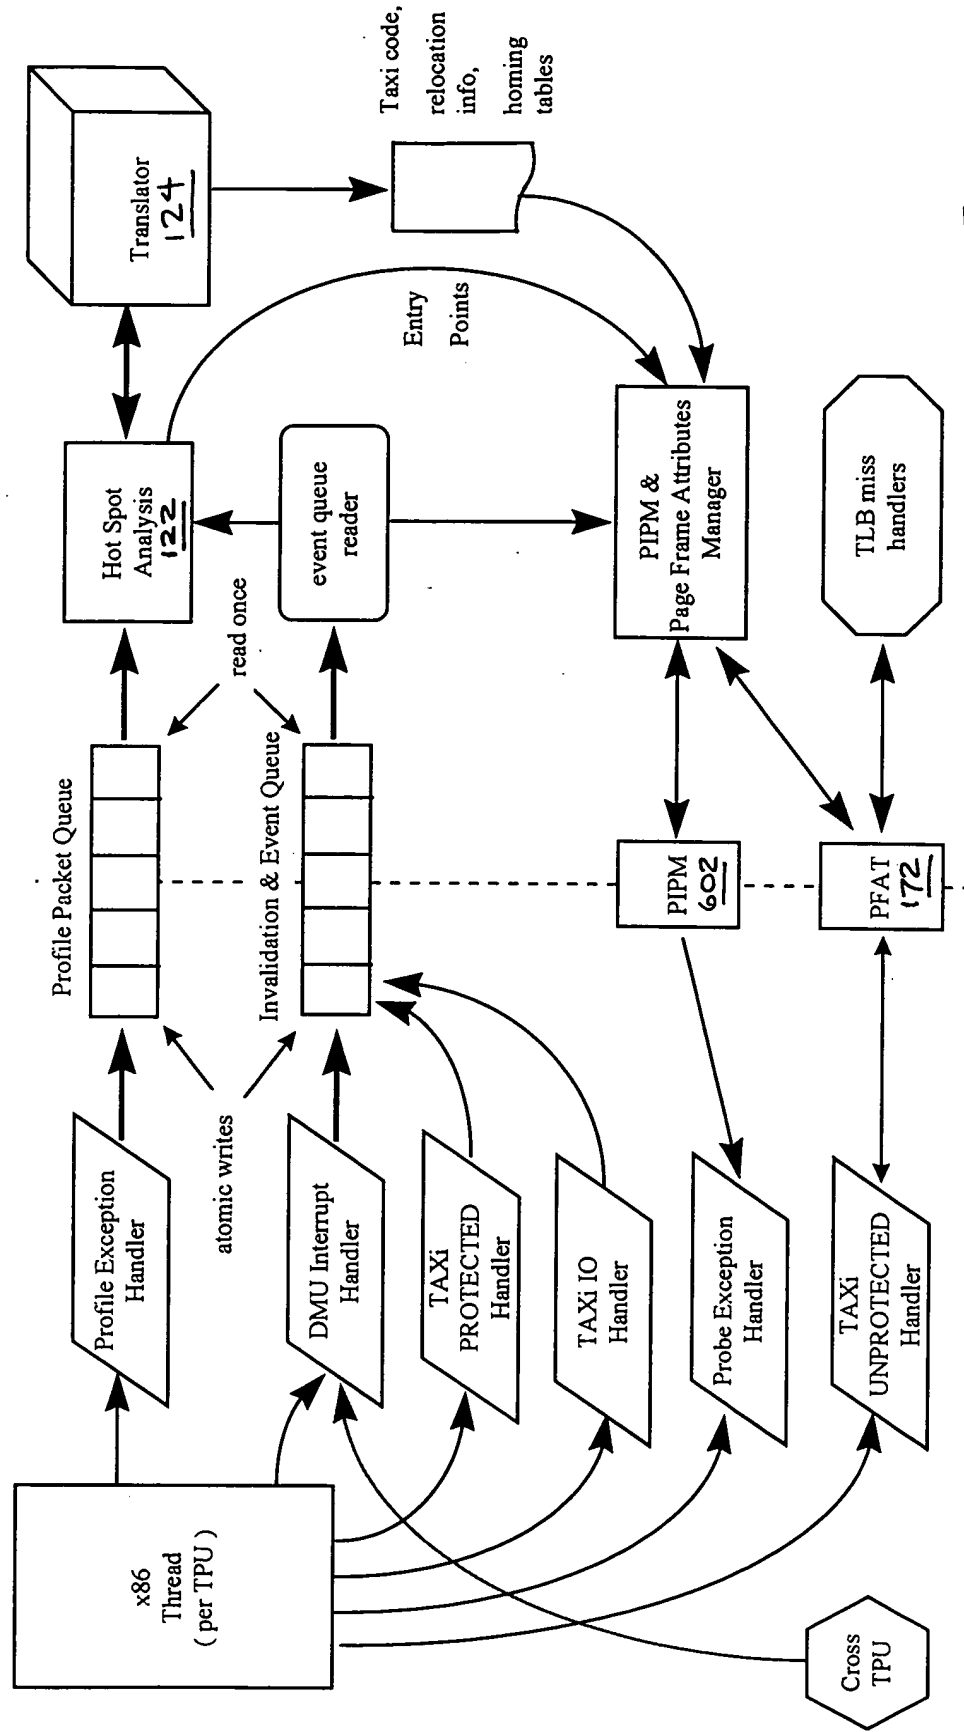 x86
Thread
( per TPU )
Cross
TPU
Profile Exception
Handler
DMU Interrupt
Handler
TAXi
PROTECTED
Handler
TAXi IO
Handler
Probe Exception
Handler
TAXi
UNPROTECTED
Handler
atomic writes
Profile Packet Queue
Invalidation & Event Queue
read once
PIPM
602
PFAT
172
Hot Spot
Analysis
122
event queue
reader
PIPM &
Page Frame Attributes
Manager
TLB miss
handlers
Translator
124
Entry
Points
Taxi code,
relocation
info,
homing
tables